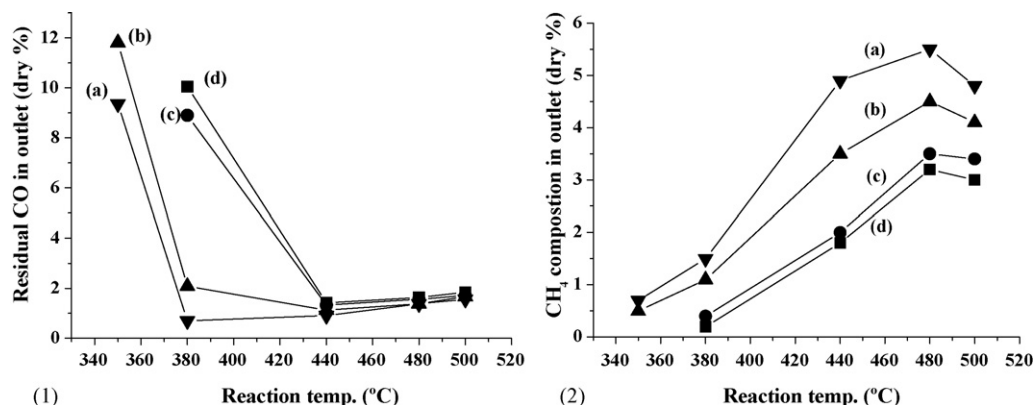 Residual CO in outlet (dry %)
12
10
8
6
4
2
0
(b)
(a)
(d)
(c)
340 360 380 400 420 440 460 480 500 520
(1) Reaction temp. (ºC)
CH4 compostion in outlet (dry %)
6
5
4
3
2
1
0
(a)
(b)
(c)
(d)
340 360 380 400 420 440 460 480 500 520
(2) Reaction temp. (ºC)